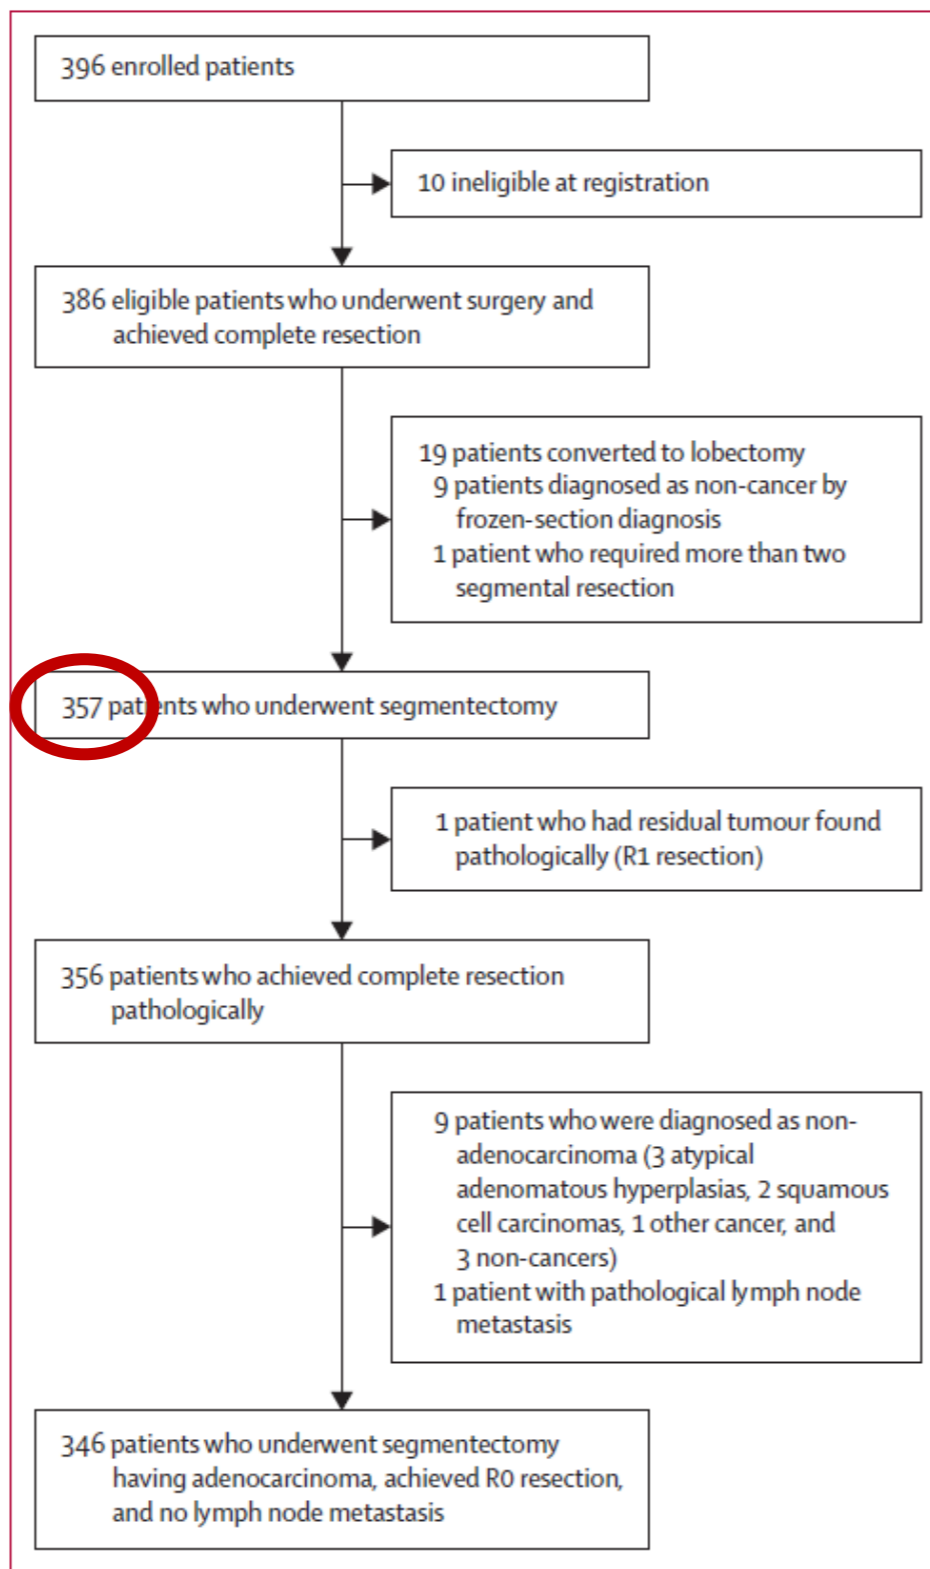 396 enrolled patients
10 ineligible at registration
386 eligible patients who underwent surgery and
achieved complete resection
19 patients converted to lobectomy
9 patients diagnosed as non-cancer by
frozen-section diagnosis
1 patient who required more than two
segmental resection
357 patients who underwent segmentectomy
1 patient who had residual tumour found
pathologically (R1 resection)
356 patients who achieved complete resection
pathologically
9 patients who were diagnosed as non-
adenocarcinoma (3 atypical
adenomatous hyperplasias, 2 squamous
cell carcinomas, 1 other cancer, and
3 non-cancers)
1 patient with pathological lymph node
metastasis
346 patients who underwent segmentectomy
having adenocarcinoma, achieved R0 resection,
and no lymph node metastasis